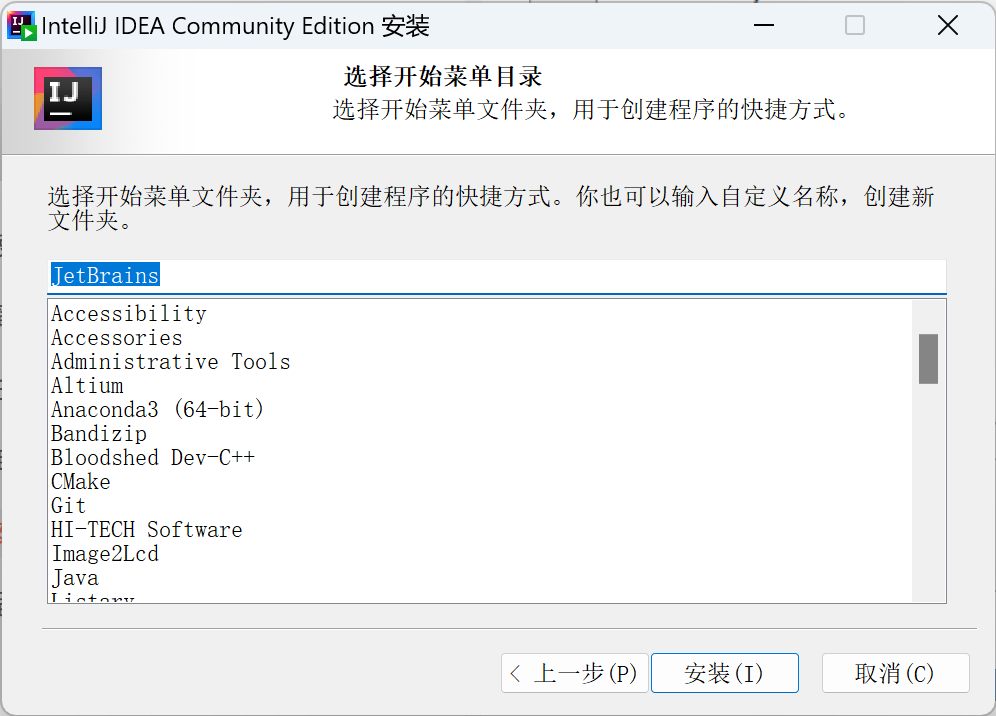 IntelliJ IDEA Community Edition 安装
IJ
选择开始菜单目录
选择开始菜单文件夹，用于创建程序的快捷方式。
选择开始菜单文件夹，用于创建程序的快捷方式。你也可以输入自定义名称，创建新
文件夹。
JetBrains
Accessibility
Accessories
Administrative Tools
Altium
Anaconda3 (64-bit)
Bandizip
Bloodshed Dev-C++
CMake
Git
HI-TECH Software
Image2Lcd
Java
Listary
< 上一步(P)
安装(I)
取消(C)